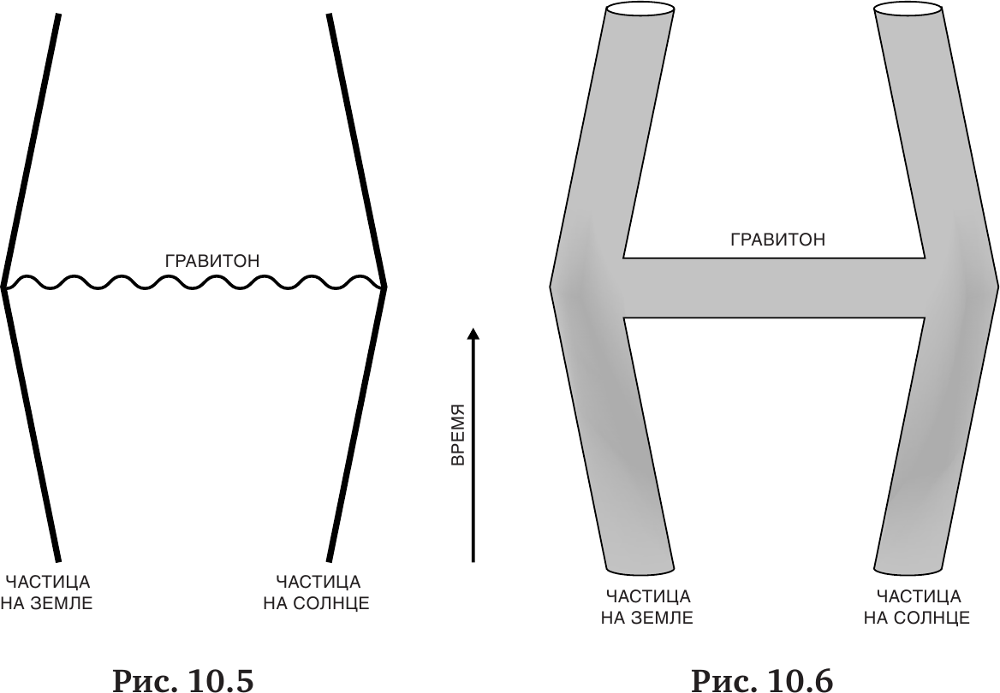 ГРАВИТОН
ЧАСТИЦА
НА ЗЕМЛЕ
ЧАСТИЦА
НА СОЛНЦЕ
Рис. 10.5
ВРЕМЯ
ГРАВИТОН
ЧАСТИЦА
НА ЗЕМЛЕ
ЧАСТИЦА
НА СОЛНЦЕ
Рис. 10.6